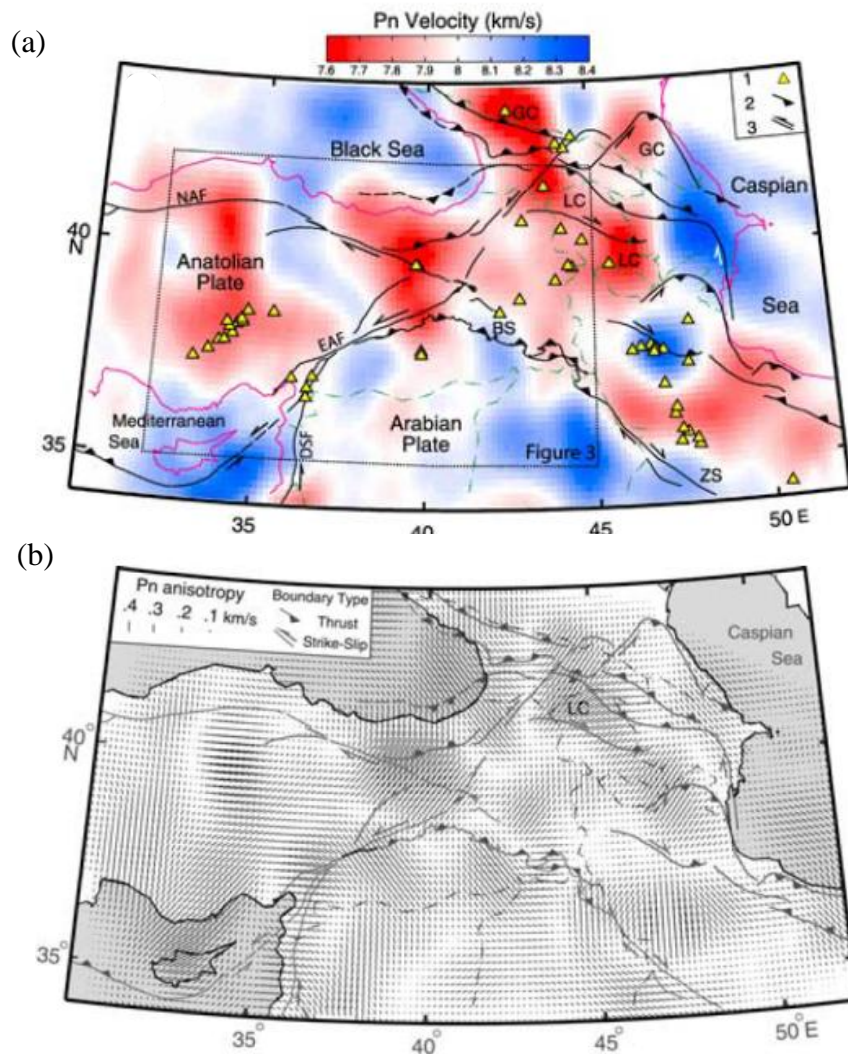 (a)
Pn Velocity (km/s)
7.6 7.7 7.8 7.9 8 8.1 8.2 8.3 8.4
1
2
3
GC
Black Sea
GC
Caspian
NAF
LC
40
N
LC
Anatolian
Plate
Sea
BS
EAF
Mediterranean
Sea
Arabian
Plate
DSF
Figure 3
35
ZS
35 40 45 50 E
(b)
Pn anisotropy
.4 .3 .2 .1 km/s
Boundary Type
Thrust
Strike-Slip
Caspian
Sea
LC
40°
N
35°
35° 40° 45° 50 E